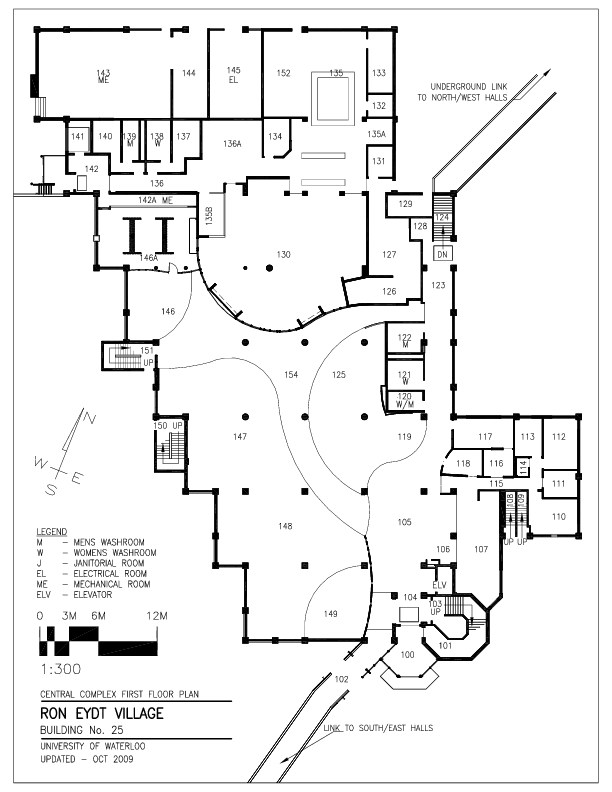 143
ME
144
145
EL
152
135
133
132
135A
131
134
136A
141
140
139
M
138
W
137
142
136
142A ME
135B
146A
146
130
129
128
127
126
124
DN
123
UNDERGROUND LINK
TO NORTH/WEST HALLS
151
UP
154
125
122
M
121
W
120
W/M
119
150 UP
147
148
149
117
113
112
118
116
114
115
111
110
108
109
UP UP
105
106
107
ELV
104
103
UP
101
100
102
N
W
E
S
LEGEND
M – MENS WASHROOM
W – WOMENS WASHROOM
J – JANITORIAL ROOM
EL – ELECTRICAL ROOM
ME – MECHANICAL ROOM
ELV – ELEVATOR
0 3M 6M 12M
1:300
CENTRAL COMPLEX FIRST FLOOR PLAN
RON EYDT VILLAGE
BUILDING No. 25
UNIVERSITY OF WATERLOO
UPDATED – OCT 2009
LINK TO SOUTH/EAST HALLS